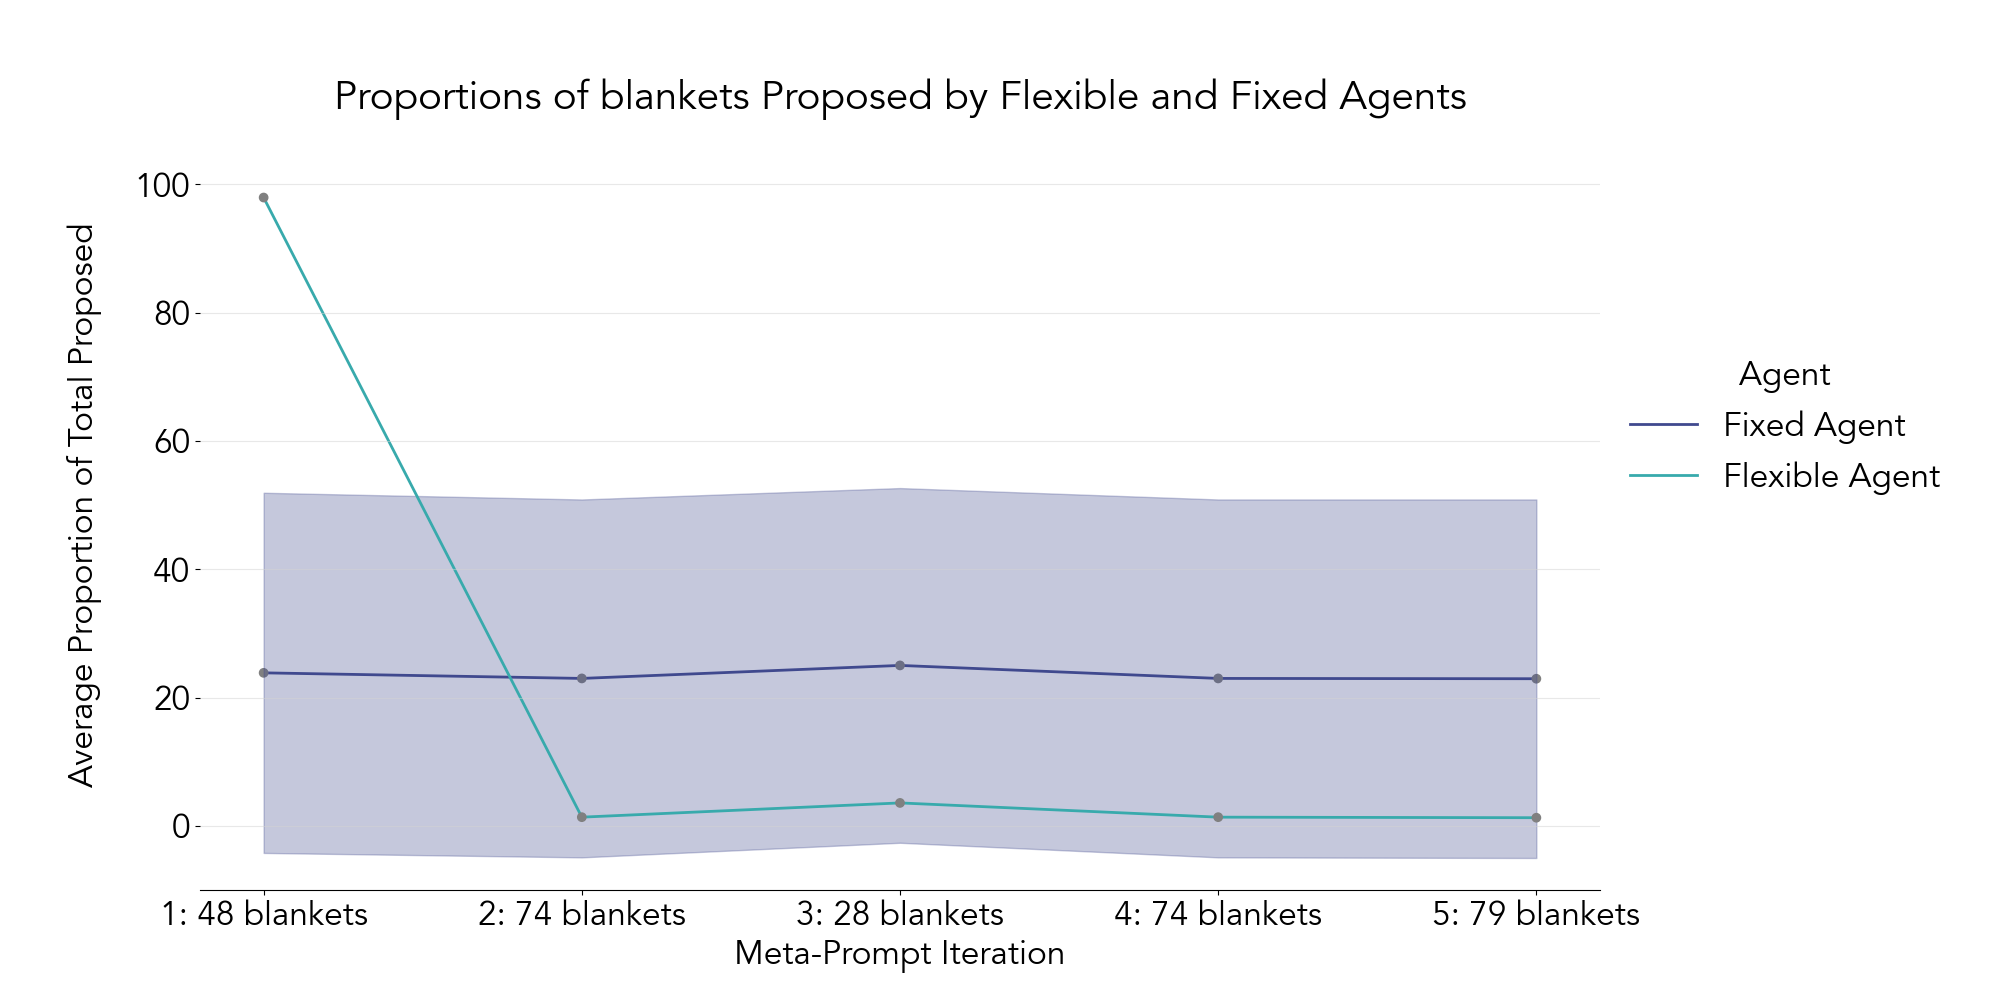 Proportions of blankets Proposed by Flexible and Fixed Agents
Average Proportion of Total Proposed
100
80
60
40
20
0
1: 48 blankets
2: 74 blankets
3: 28 blankets
4: 74 blankets
5: 79 blankets
Meta-Prompt Iteration
Agent
Fixed Agent
Flexible Agent